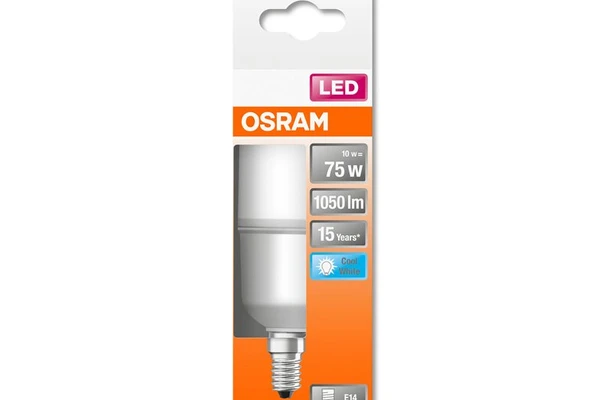 LED
OSRAM
10 w=
75 w
1050 lm
15 Years*
Cool
White
E14